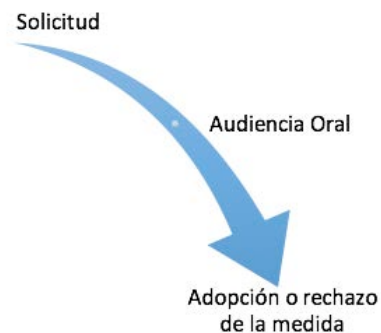 Solicitud
Audiencia Oral
Adopción o rechazo
de la medida